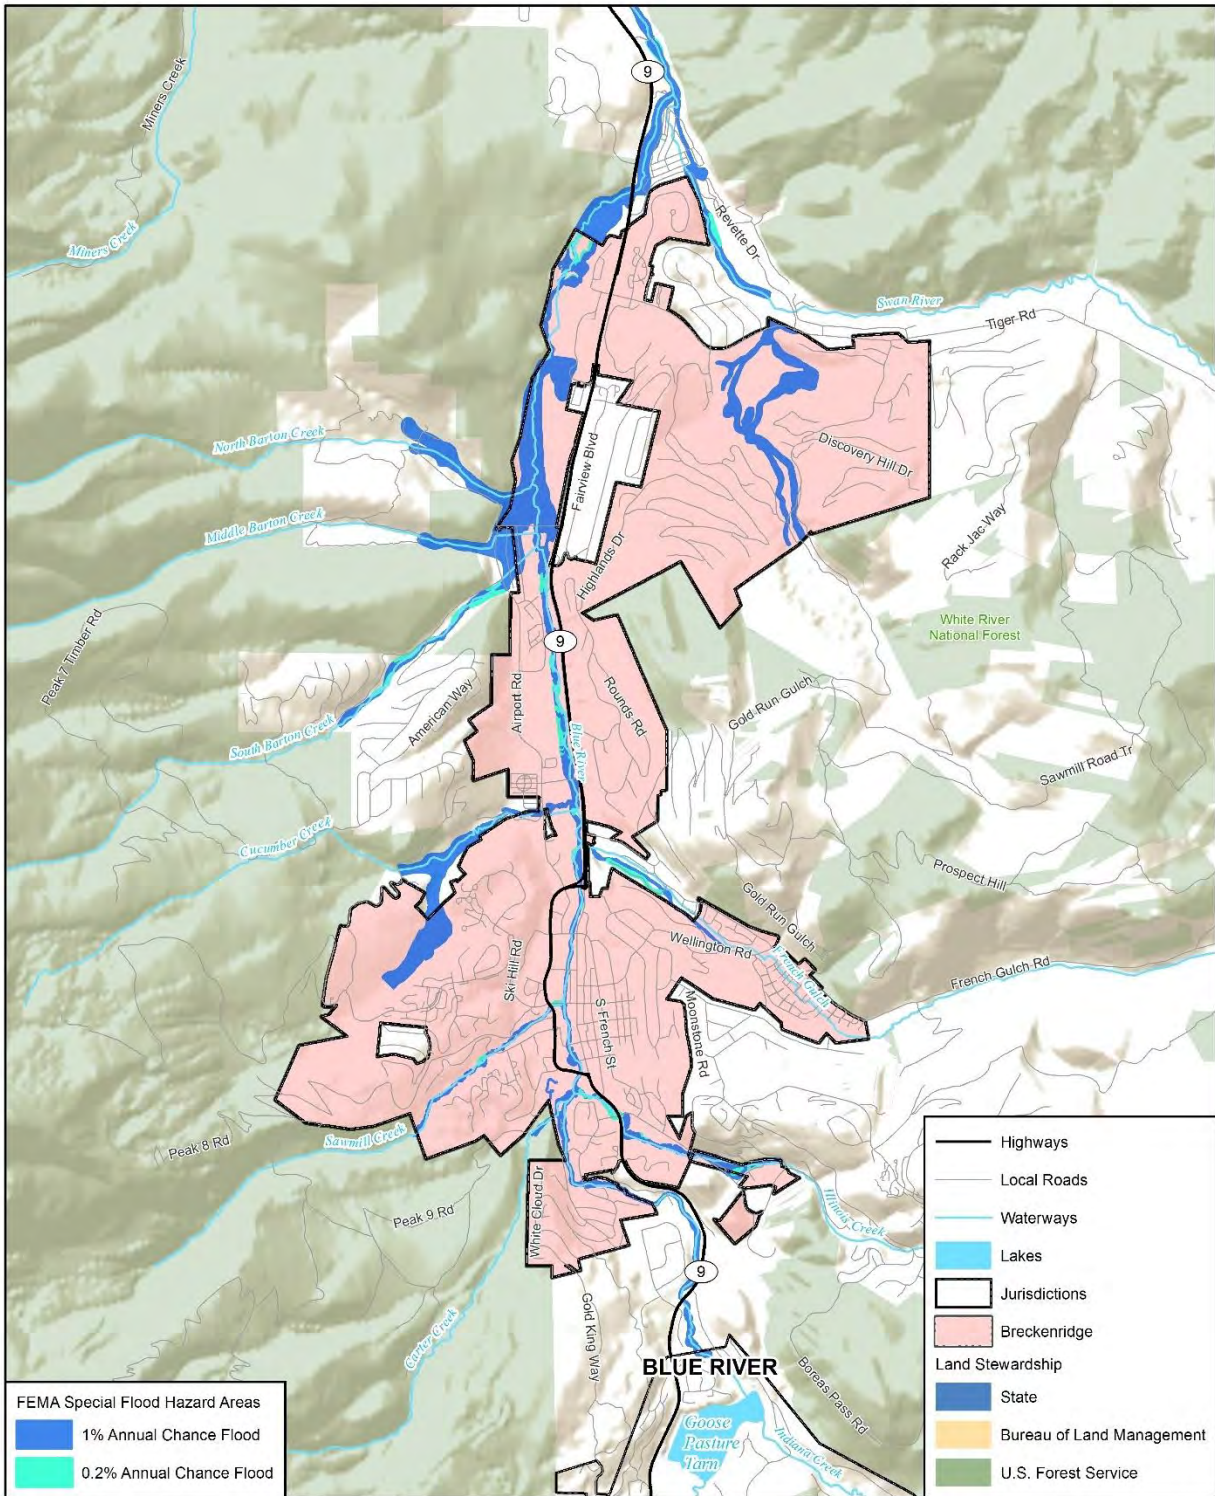 9
Miners Creek
Miners Creek
Revette Dr
Swan River
Tiger Rd
North Barton Creek
Fairview Blvd
Discovery Hill Dr
Middle Barton Creek
Rack Jac Way
Highlands Dr
White River
National Forest
Peak 7 Timber Rd
9
American Way
Airport Rd
Rounds Rd
Gold Run Gulch
South Barton Creek
Blue River
Sawmill Road Tr
Cucumber Creek
Prospect Hill
Gold Run Gulch
Wellington Rd
French Gulch
French Gulch Rd
Ski Hill Rd
S French St
Moonstone Rd
Peak 8 Rd
Sawmill Creek
Peak 9 Rd
White Cloud Dr
Illinois Creek
9
Carter Creek
Gold King Way
BLUE RIVER
Boreas Pass Rd
Goose
Pasture
Tarn
Indiana Creek
FEMA Special Flood Hazard Areas
1% Annual Chance Flood
0.2% Annual Chance Flood
Highways
Local Roads
Waterways
Lakes
Jurisdictions
Breckenridge
Land Stewardship
State
Bureau of Land Management
U.S. Forest Service